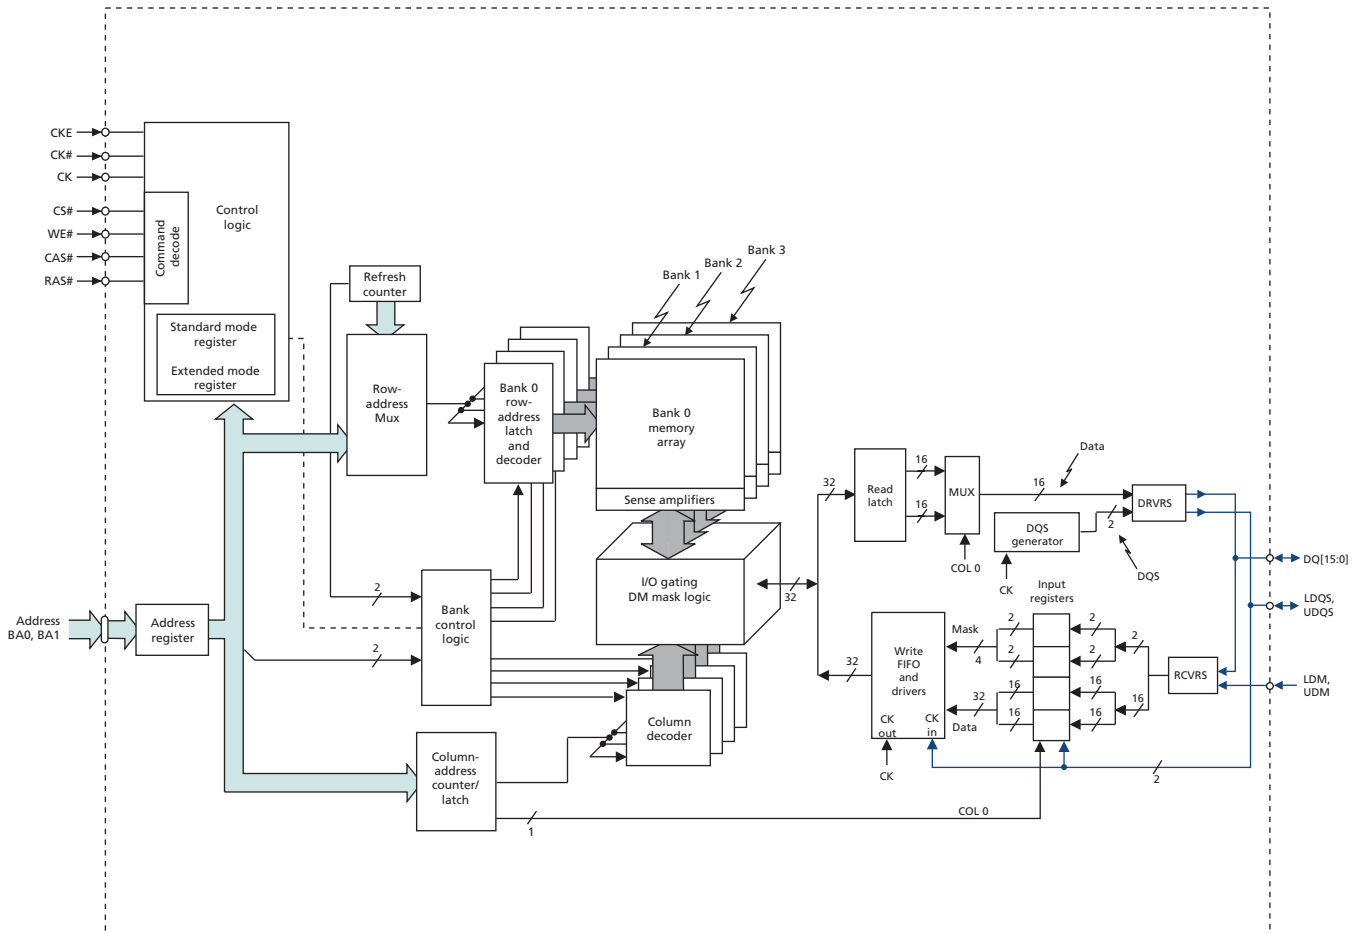 CKE
CK#
CK
CS#
WE#
CAS#
RAS#
Command
decode
Control
logic
Standard mode
register
Extended mode
register
Refresh
counter
Row-
address
Mux
Bank 0
row-
address
latch
and
decoder
Bank 1
Bank 2
Bank 3
Bank 0
memory
array
Sense amplifiers
I/O gating
DM mask logic
Address
BA0, BA1
Address
register
2
2
Bank
control
logic
Column
decoder
Column-
address
counter/
latch
1
COL 0
32
32
Read
latch
16
16
MUX
COL 0
16
Data
DQS
generator
CK
2
DQS
DRVRS
DQ[15:0]
LDQS,
UDQS
LDM,
UDM
32
Write
FIFO
and
drivers
CK
out
CK
in
CK
Mask
4
32
Data
2
2
16
16
Input
registers
2
2
16
16
2
16
RCVRS
2